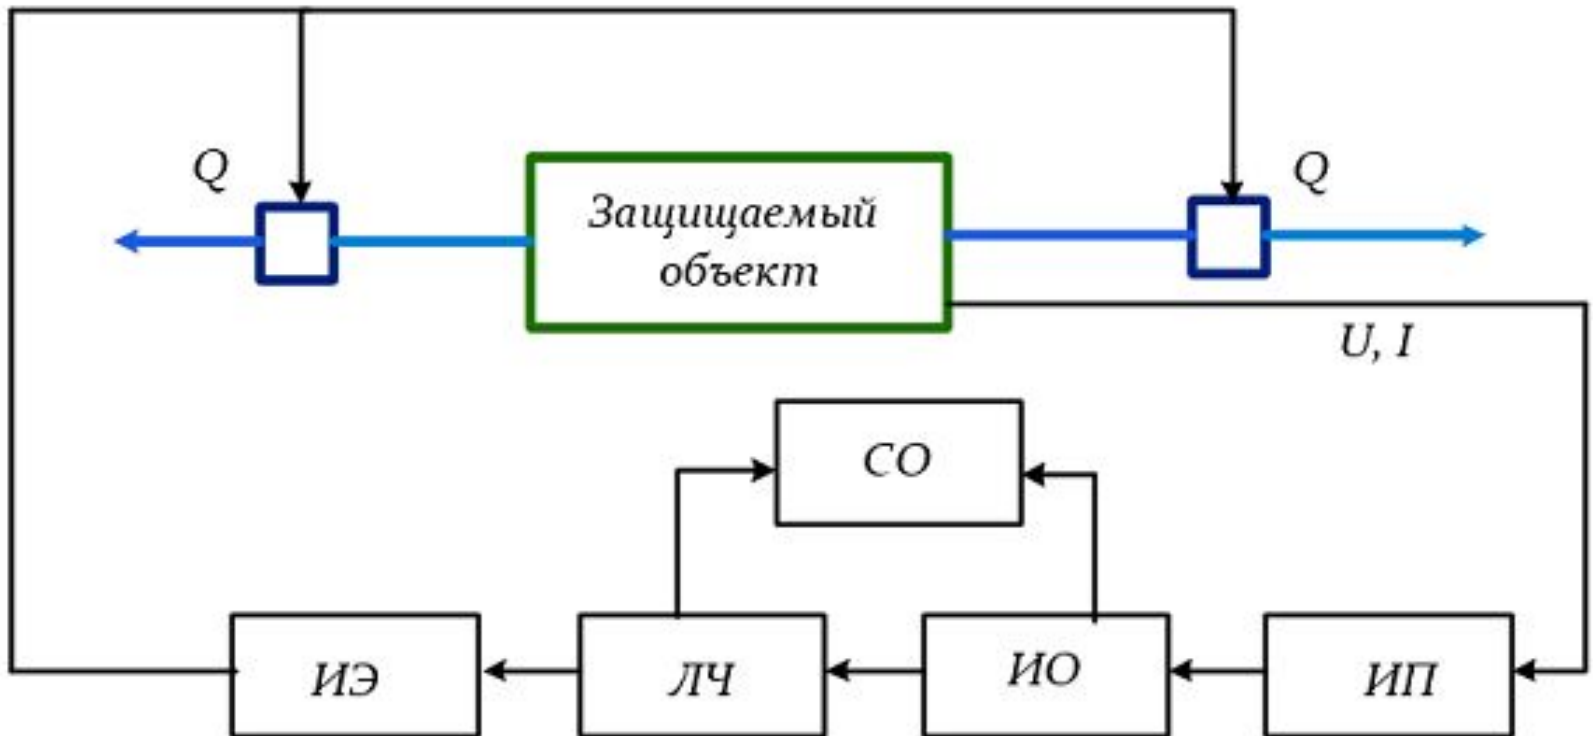 Q
Защищаемый
объект
Q
U, I
СО
ИЭ
ЛЧ
ИО
ИП